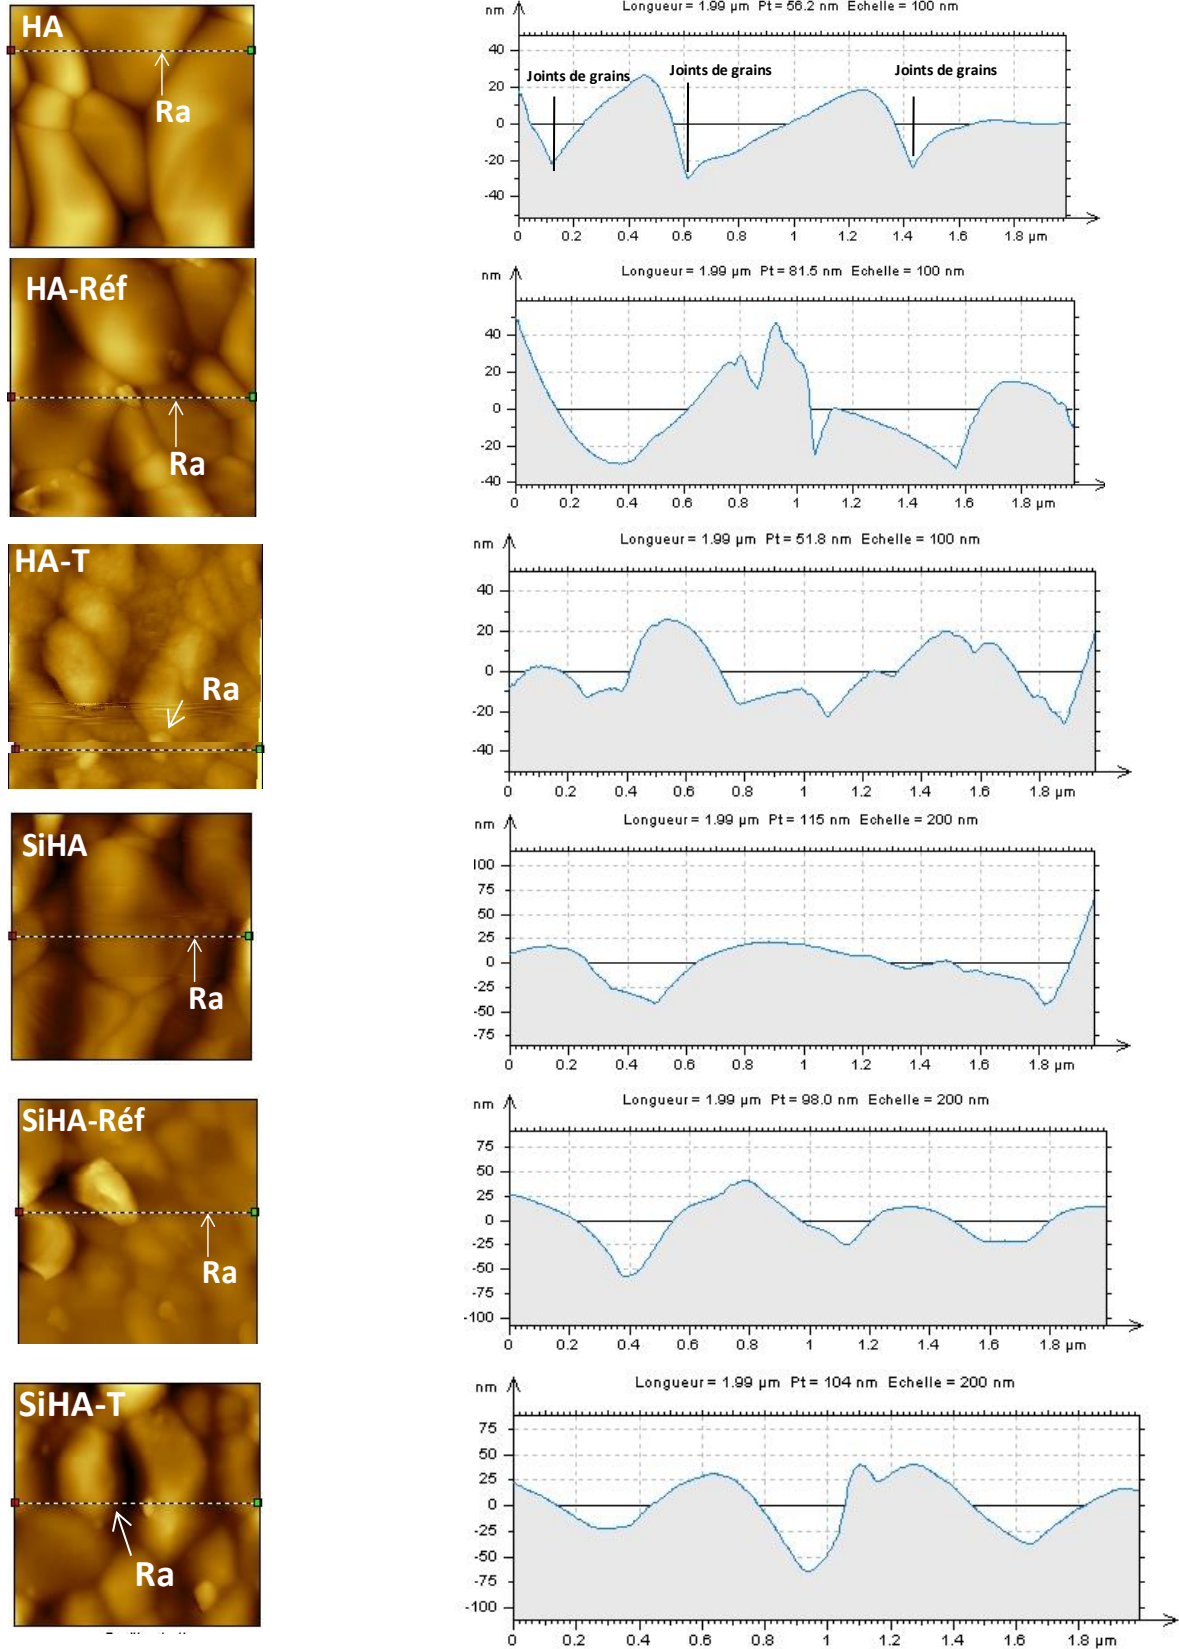 HA
Ra
nm
Longueur = 1.99 µm Pt = 56.2 nm Echelle = 100 nm
Joints de grains
Joints de grains
Joints de grains
40
20
0
-20
-40
0 0.2 0.4 0.6 0.8 1 1.2 1.4 1.6 1.8 µm
HA-Réf
Ra
nm
Longueur = 1.99 µm Pt = 81.5 nm Echelle = 100 nm
40
20
0
-20
-40
0 0.2 0.4 0.6 0.8 1 1.2 1.4 1.6 1.8 µm
HA-T
Ra
nm
Longueur = 1.99 µm Pt = 51.8 nm Echelle = 100 nm
40
20
0
-20
-40
0 0.2 0.4 0.6 0.8 1 1.2 1.4 1.6 1.8 µm
SiHA
Ra
Longueur = 1.99 µm Pt = 115 nm Echelle = 200 nm
100
75
50
25
0
-25
-50
-75
0 0.2 0.4 0.6 0.8 1 1.2 1.4 1.6 1.8 µm
SiHA-Réf
Ra
nm
Longueur = 1.99 µm Pt = 98.0 nm Echelle = 200 nm
75
50
25
0
-25
-50
-75
-100
0 0.2 0.4 0.6 0.8 1 1.2 1.4 1.6 1.8 µm
SiHA-T
Ra
nm
Longueur = 1.99 µm Pt = 104 nm Echelle = 200 nm
75
50
25
0
-25
-50
-75
-100
0 0.2 0.4 0.6 0.8 1 1.2 1.4 1.6 1.8 µm